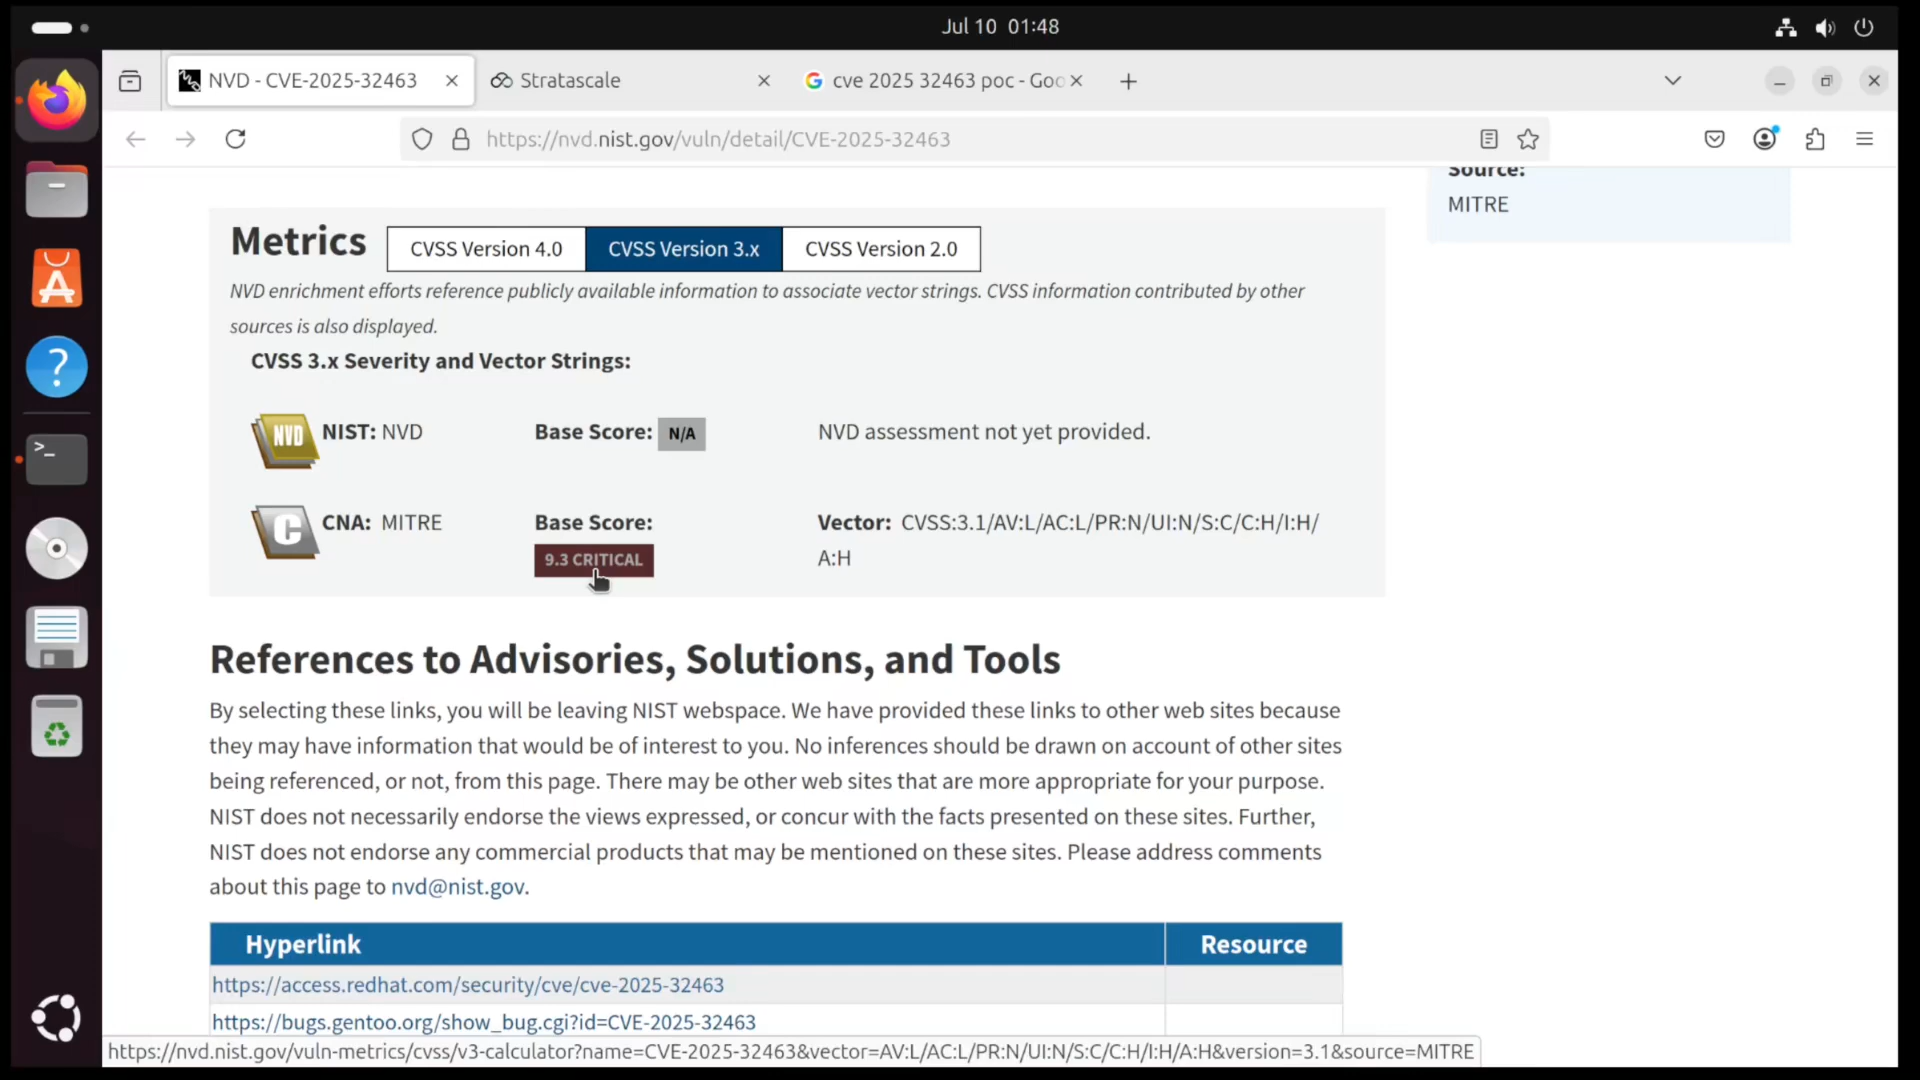 Jul 10 01:48
NVD - CVE-2025-32463
Stratascale
cve 2025 32463 poc - Goo
https://nvd.nist.gov/vuln/detail/CVE-2025-32463
Source:
MITRE
Metrics
CVSS Version 4.0
CVSS Version 3.x
CVSS Version 2.0
NVD enrichment efforts reference publicly available information to associate vector strings. CVSS information contributed by other
sources is also displayed.
CVSS 3.x Severity and Vector Strings:
NVD
NIST: NVD
Base Score: N/A
NVD assessment not yet provided.
C
CNA: MITRE
Base Score:
9.3 CRITICAL
Vector: CVSS:3.1/AV:L/AC:L/PR:N/UI:N/S:C/C:H/I:H/
A:H
References to Advisories, Solutions, and Tools
By selecting these links, you will be leaving NIST webspace. We have provided these links to other web sites because
they may have information that would be of interest to you. No inferences should be drawn on account of other sites
being referenced, or not, from this page. There may be other web sites that are more appropriate for your purpose.
NIST does not necessarily endorse the views expressed, or concur with the facts presented on these sites. Further,
NIST does not endorse any commercial products that may be mentioned on these sites. Please address comments
about this page to nvd@nist.gov.
Hyperlink
Resource
https://access.redhat.com/security/cve/cve-2025-32463
https://bugs.gentoo.org/show_bug.cgi?id=CVE-2025-32463
https://nvd.nist.gov/vuln-metrics/cvss/v3-calculator?name=CVE-2025-32463&vector=AV:L/AC:L/PR:N/UI:N/S:C/C:H/I:H/A:H&version=3.1&source=MITRE